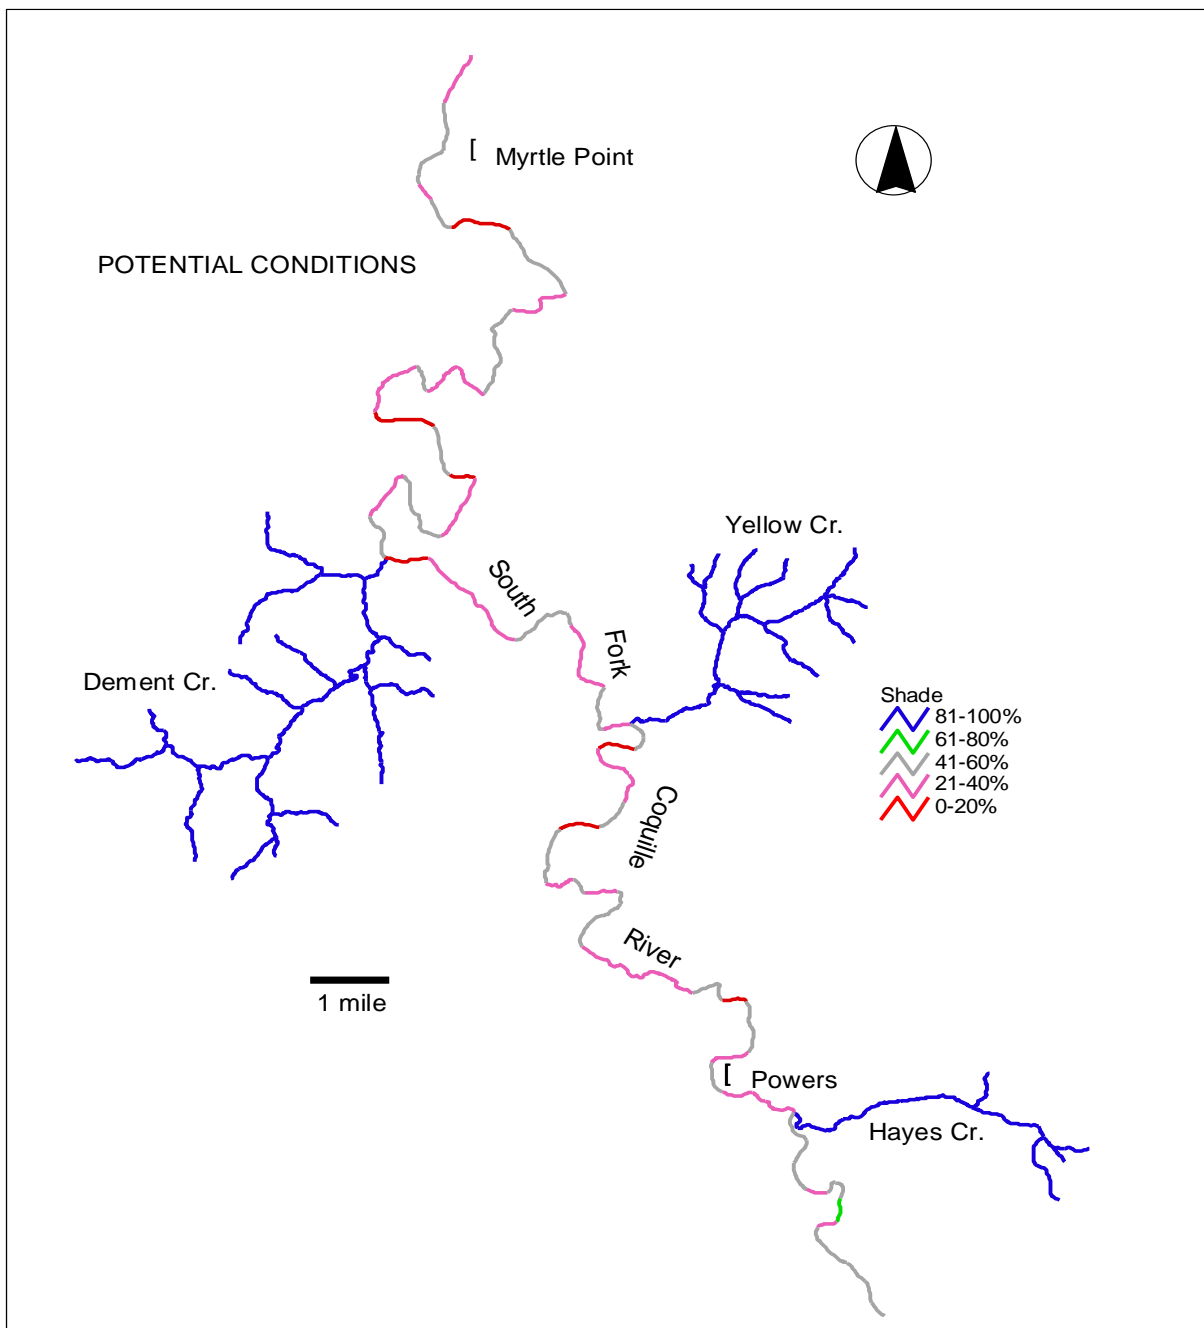 [ Myrtle Point
POTENTIAL CONDITIONS
Yellow Cr.
South
Fork
Dement Cr.
Shade
81-100%
61-80%
41-60%
21-40%
0-20%
Coquille
River
1 mile
[ Powers
Hayes Cr.